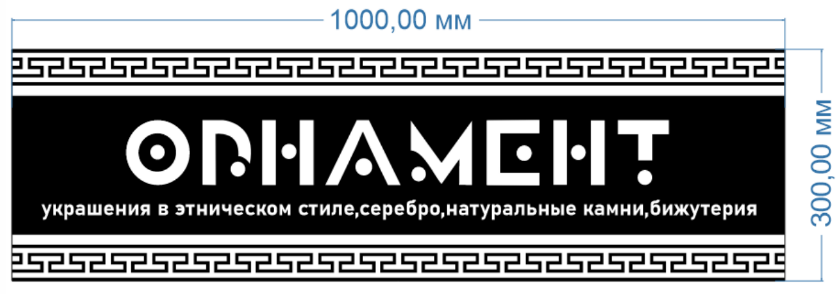 1000,00 мм
ОРНАМЕНТ
украшения в этническом стиле,серебро,натуральные камни,бижутерия
300,00 мм